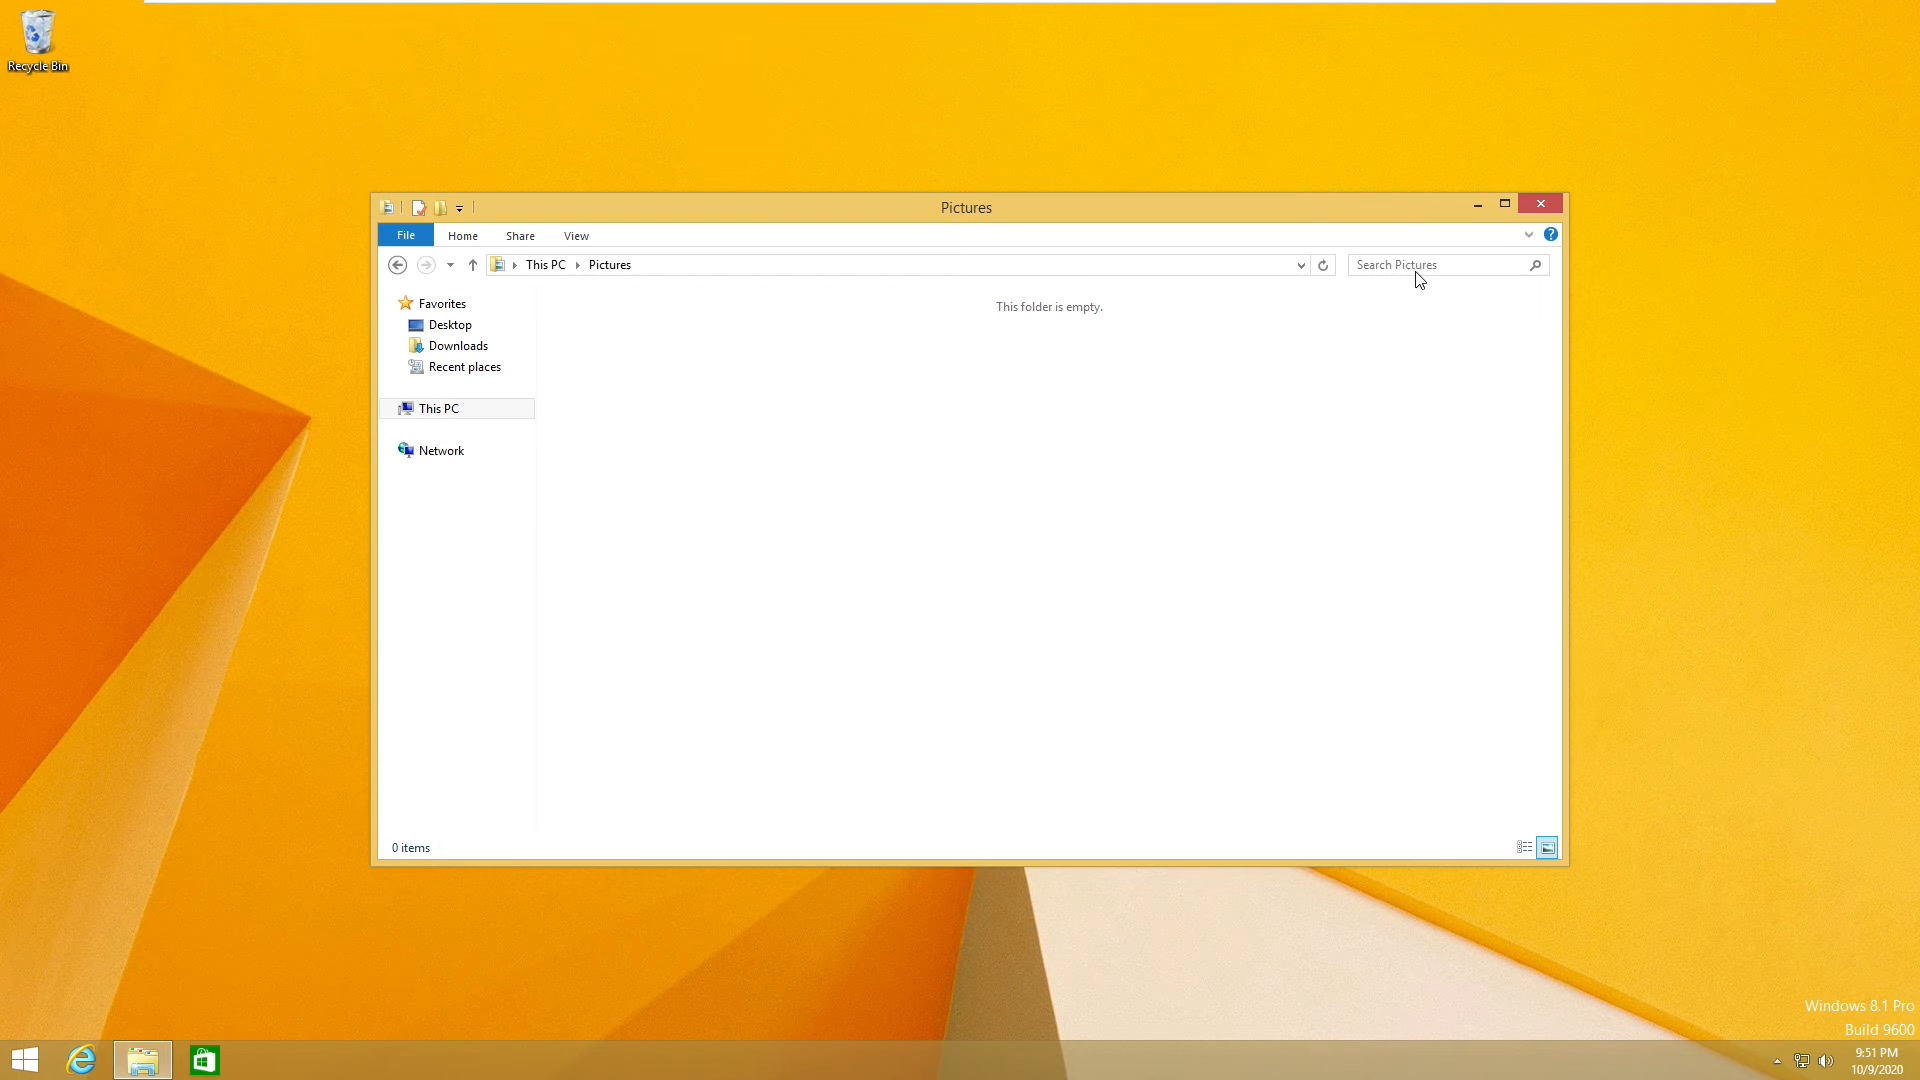 Recycle Bin
Pictures
File Home Share View
This PC Pictures
Search Pictures
Favorites
Desktop
Downloads
Recent places
This PC
Network
This folder is empty.
0 items
Windows 8.1 Pro
Build 9600
9:51 PM
10/9/2020